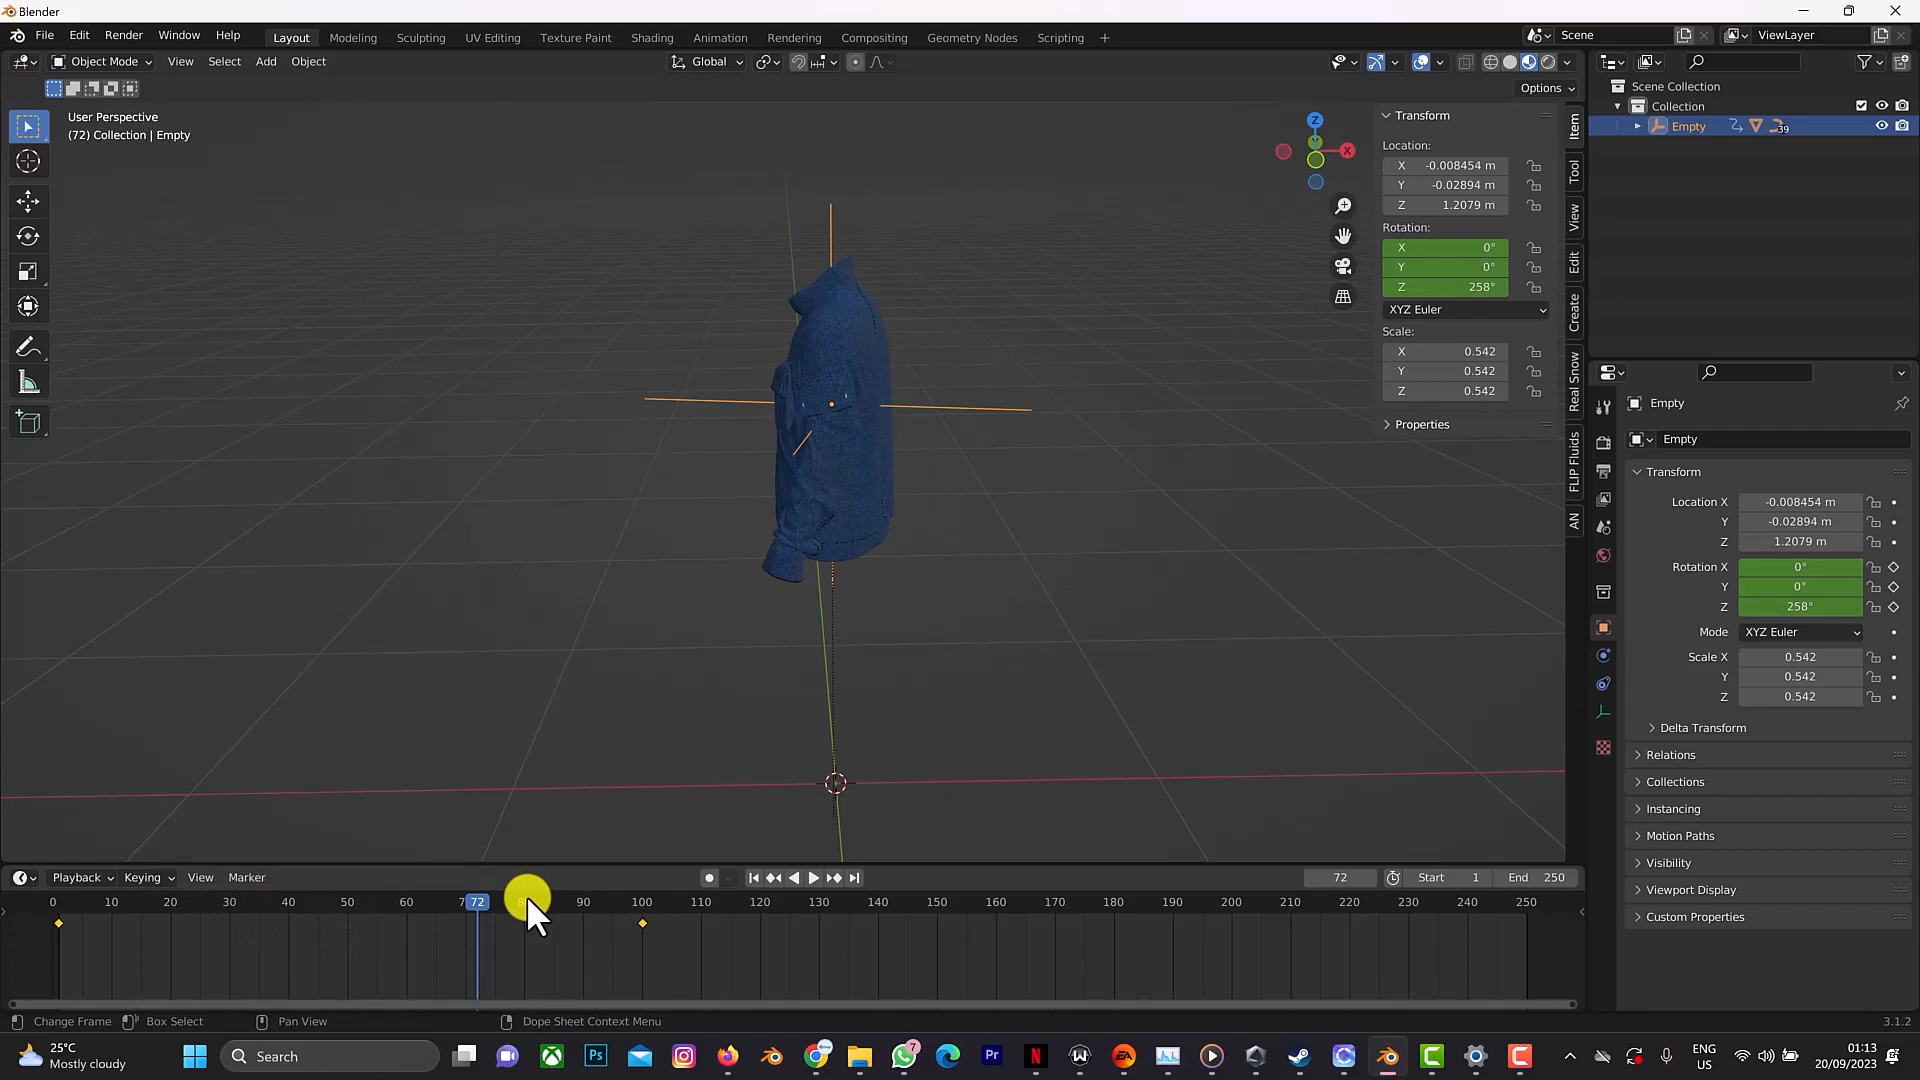 Blender
File Edit Render Window Help Layout Modeling Sculpting UV Editing Texture Paint Shading Animation Rendering Compositing Geometry Nodes Scripting + Scene ViewLayer
Object Mode View Select Add Object Global
Options
User Perspective
(72) Collection | Empty
Z
X
Transform
Location:
X -0.008454 m
Y -0.02894 m
Z 1.2079 m
Rotation:
X 0°
Y 0°
Z 258°
XYZ Euler
Scale:
X 0.542
Y 0.542
Z 0.542
Properties
Item
Tool
View
Edit
Create
Real Snow
FLIP Fluids
AN
Scene Collection
Collection
Empty 39
Empty
Empty
Transform
Location X -0.008454 m
Y -0.02894 m
Z 1.2079 m
Rotation X 0°
Y 0°
Z 258°
Mode XYZ Euler
Scale X 0.542
Y 0.542
Z 0.542
Delta Transform
Relations
Collections
Instancing
Motion Paths
Visibility
Viewport Display
Custom Properties
Playback Keying View Marker 72 Start 1 End 250
0 10 20 30 40 50 60 7 72 90 100 110 120 130 140 150 160 170 180 190 200 210 220 230 240 250
Change Frame Box Select Pan View Dope Sheet Context Menu 3.1.2
25°C
Mostly cloudy
Search
Ps
7
Pr
N
EA
ENG
US
01:13
20/09/2023